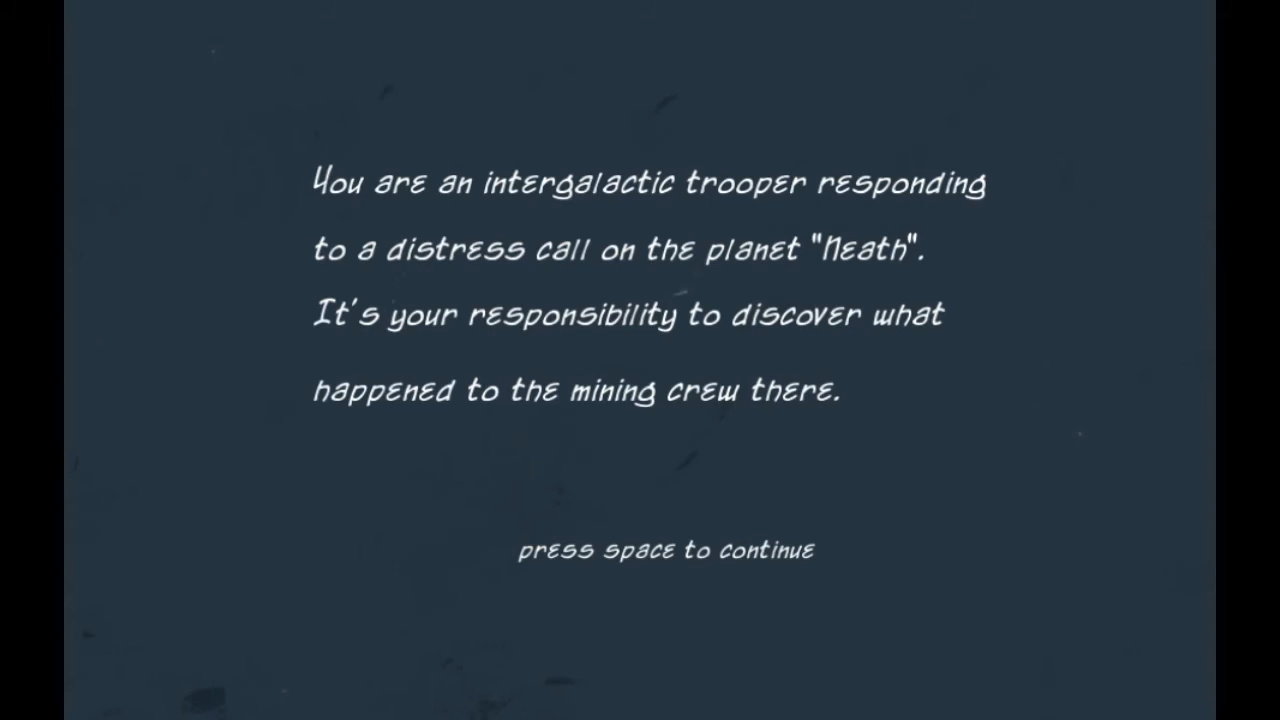 You are an intergalactic trooper responding
to a distress call on the planet "Neath".
It's your responsibility to discover what
happened to the mining crew there.
press space to continue